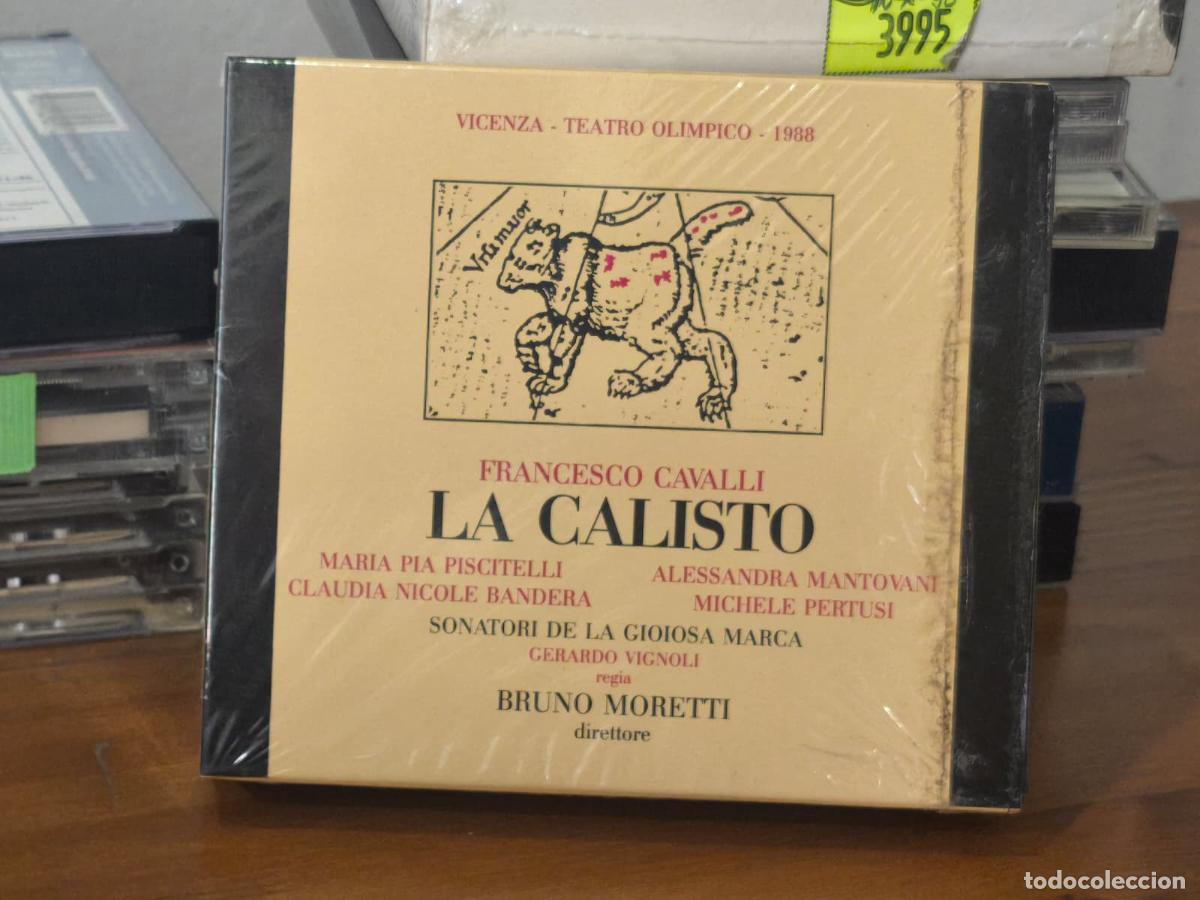 3995
VICENZA - TEATRO OLIMPICO - 1988
Vrsa maior
FRANCESCO CAVALLI
LA CALISTO
MARIA PIA PISCITELLI ALESSANDRA MANTOVANI
CLAUDIA NICOLE BANDERA MICHELE PERTUSI
SONATORI DE LA GIOIOSA MARCA
GERARDO VIGNOLI
regia
BRUNO MORETTI
direttore
todocoleccion